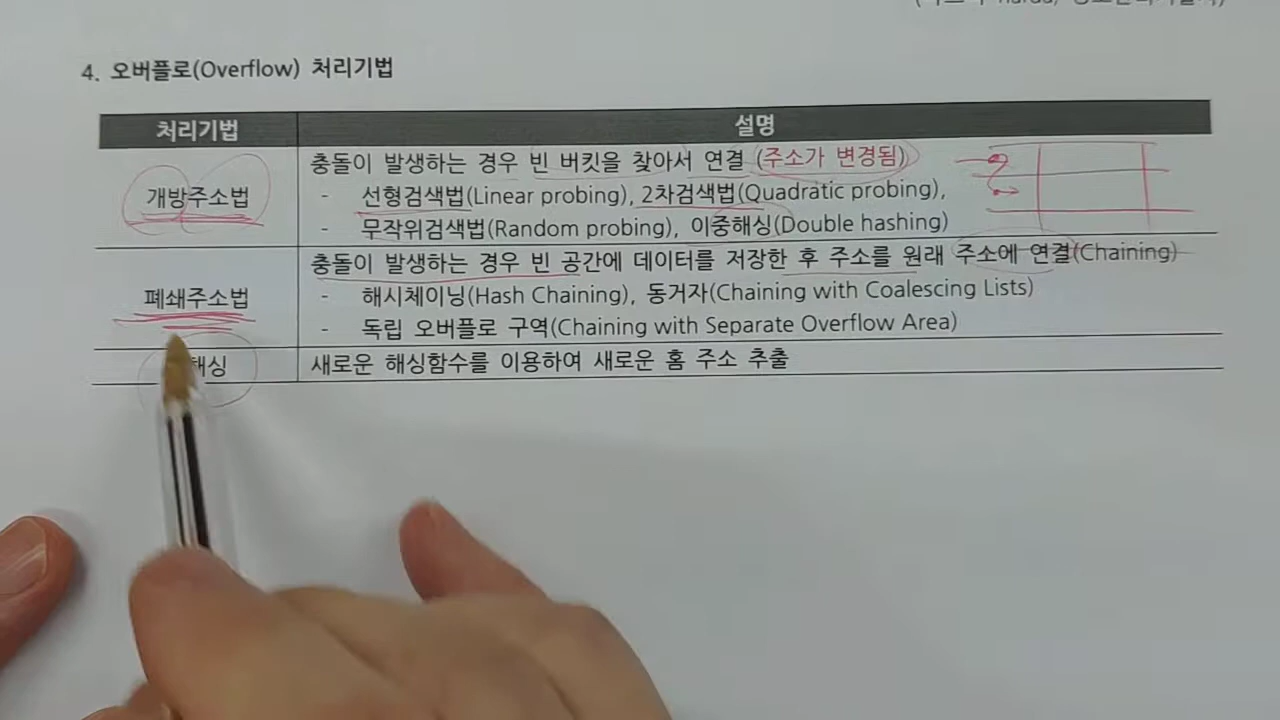 4. 오버플로(Overflow) 처리기법
처리기법 설명
개방주소법 충돌이 발생하는 경우 빈 버킷을 찾아서 연결 (주소가 변경됨)
- 선형검색법(Linear probing), 2차검색법(Quadratic probing),
- 무작위검색법(Random probing), 이중해싱(Double hashing)
폐쇄주소법 충돌이 발생하는 경우 빈 공간에 데이터를 저장한 후 주소를 원래 주소에 연결(Chaining)
- 해시체이닝(Hash Chaining), 동거자(Chaining with Coalescing Lists)
- 독립 오버플로 구역(Chaining with Separate Overflow Area)
해싱 새로운 해싱함수를 이용하여 새로운 홈 주소 추출